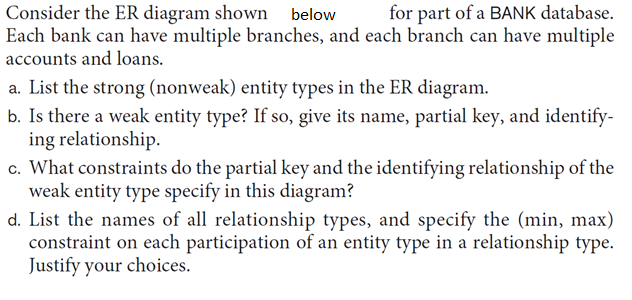 Consider the ER diagram shown below for part of a BANK database.
Each bank can have multiple branches, and each branch can have multiple
accounts and loans.
a. List the strong (nonweak) entity types in the ER diagram.
b. Is there a weak entity type? If so, give its name, partial key, and identify-
ing relationship.
c. What constraints do the partial key and the identifying relationship of the
weak entity type specify in this diagram?
d. List the names of all relationship types, and specify the (min, max)
constraint on each participation of an entity type in a relationship type.
Justify your choices.